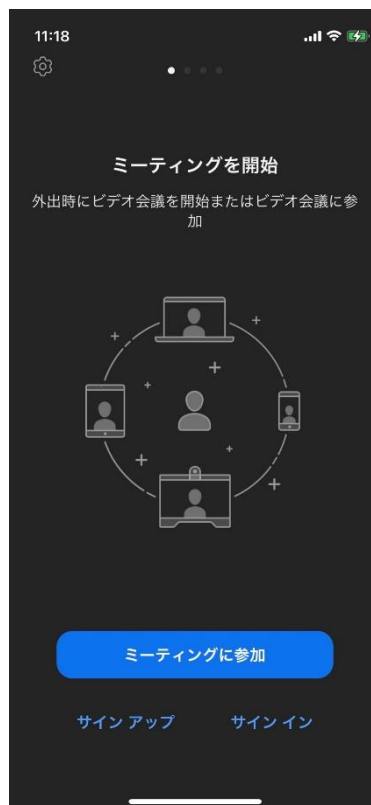 11:18
ミーティングを開始
外出時にビデオ会議を開始またはビデオ会議に参
加
ミーティングに参加
サイン アップ
サイン イン